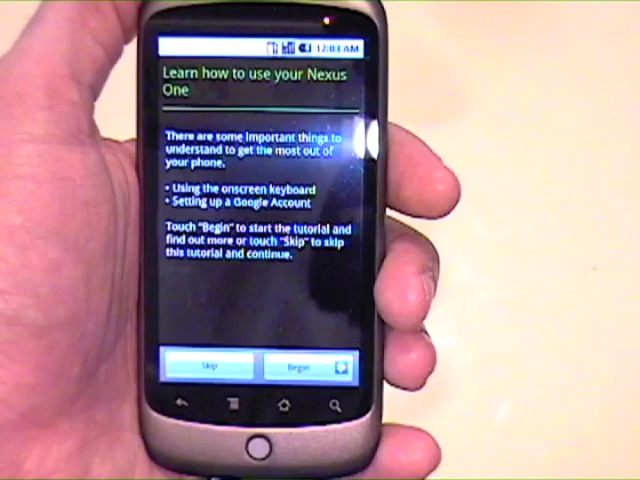 12:03 AM
Learn how to use your Nexus
One
There are some important things to
understand to get the most out of
your phone.
• Using the onscreen keyboard
• Setting up a Google Account
Touch "Begin" to start the tutorial and
find out more or touch "Skip" to skip
this tutorial and continue.
Skip
Begin